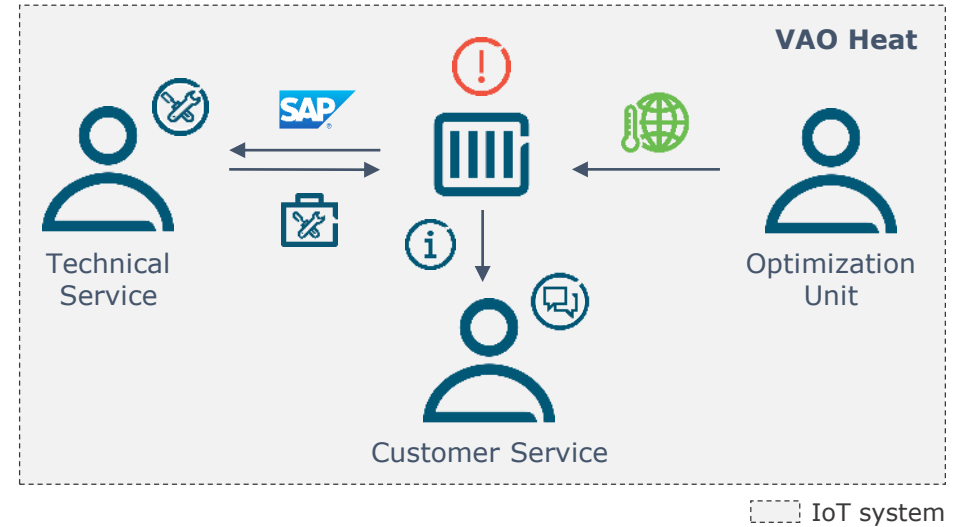 VAO Heat
SAP
®
Technical
Service
Optimization
Unit
Customer Service
IoT system